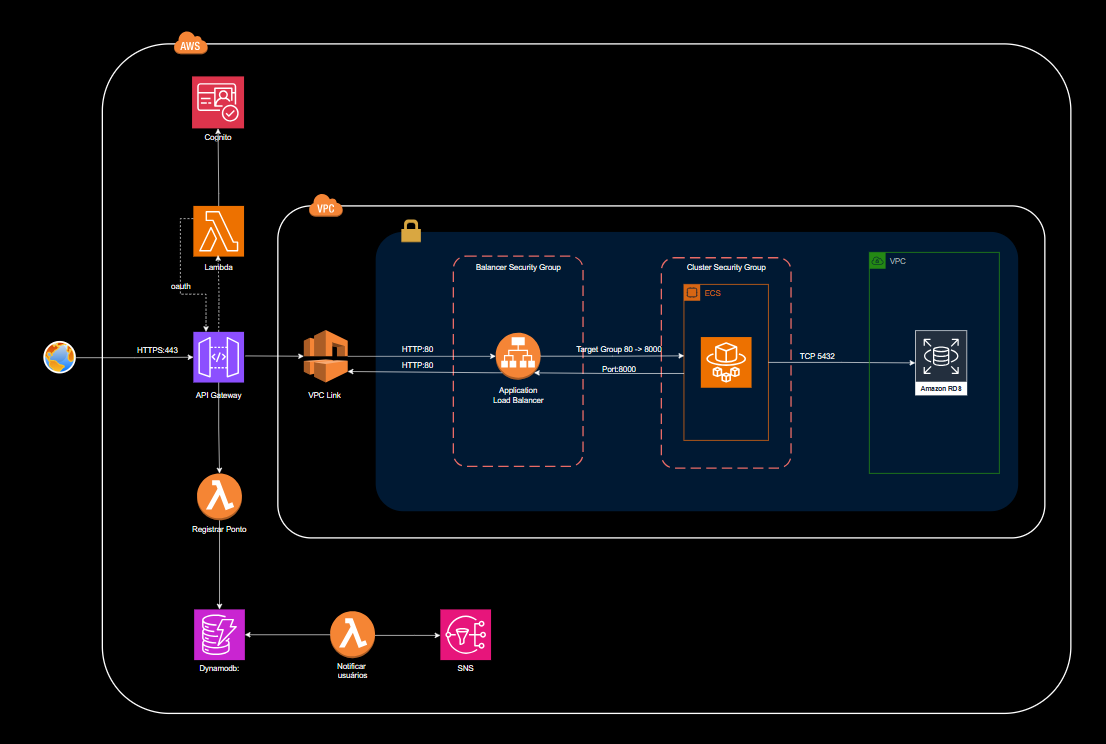 AWS
Cognito
VPC
Lambda
oauth
Balancer Security Group
Cluster Security Group
VPC
ECS
HTTPS:443
HTTP:80
HTTP:80
Target Group 80 -> 8000
Port:8000
TCP 5432
API Gateway
VPC Link
Application
Load Balancer
Amazon RDS
Registrar Ponto
Dynamodb:
Notificar
usuários
SNS